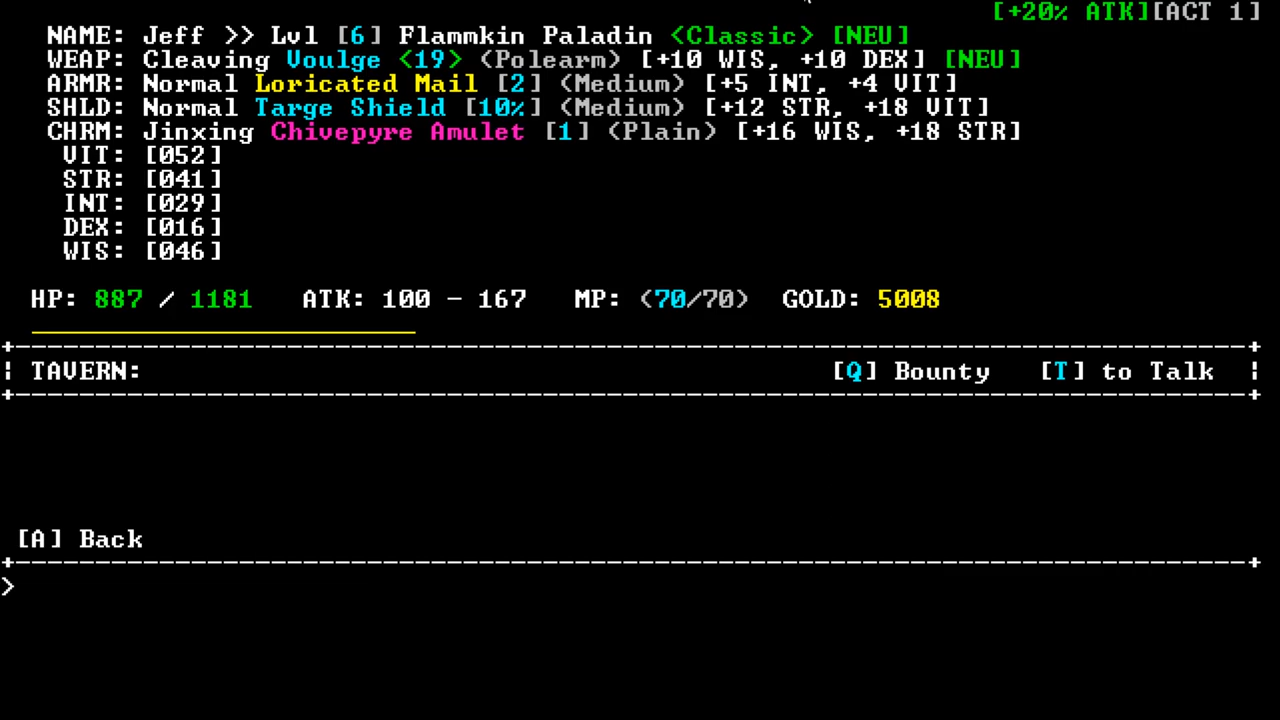 [+20% ATK][ACT 1]
NAME: Jeff >> Lvl [6] Flammkin Paladin <Classic> [NEU]
WEAP: Cleaving Voulge <19> (Polearm) [+10 WIS, +10 DEX] [NEU]
ARMR: Normal Loricated Mail [2] (Medium) [+5 INT, +4 VIT]
SHLD: Normal Targe Shield [10%] (Medium) [+12 STR, +18 VIT]
CHRM: Jinxing Chivepyre Amulet [1] (Plain) [+16 WIS, +18 STR]
VIT: [052]
STR: [041]
INT: [029]
DEX: [016]
WIS: [046]
HP: 887 / 1181 ATK: 100 - 167 MP: (70/70) GOLD: 5008
TAVERN: [Q] Bounty [T] to Talk
[A] Back
>